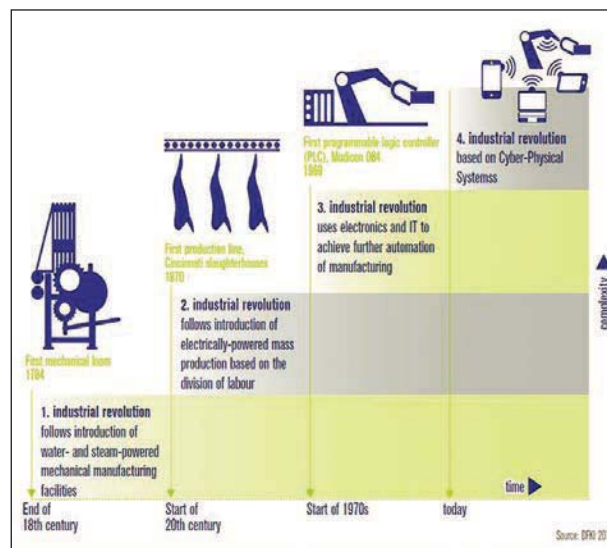 First mechanical loom
1784
1. industrial revolution
follows introduction of
water- and steam-powered
mechanical manufacturing
facilities
First production line,
Cincinnati slaughterhouses
1870
2. industrial revolution
follows introduction of
electrically-powered mass
production based on the
division of labour
First programmable logic controller
(PLC), Modicon 084
1969
3. industrial revolution
uses electronics and IT to
achieve further automation
of manufacturing
4. industrial revolution
based on Cyber-Physical
Systemss
complexity
time
End of
18th century
Start of
20th century
Start of 1970s
today
Source: DFKI